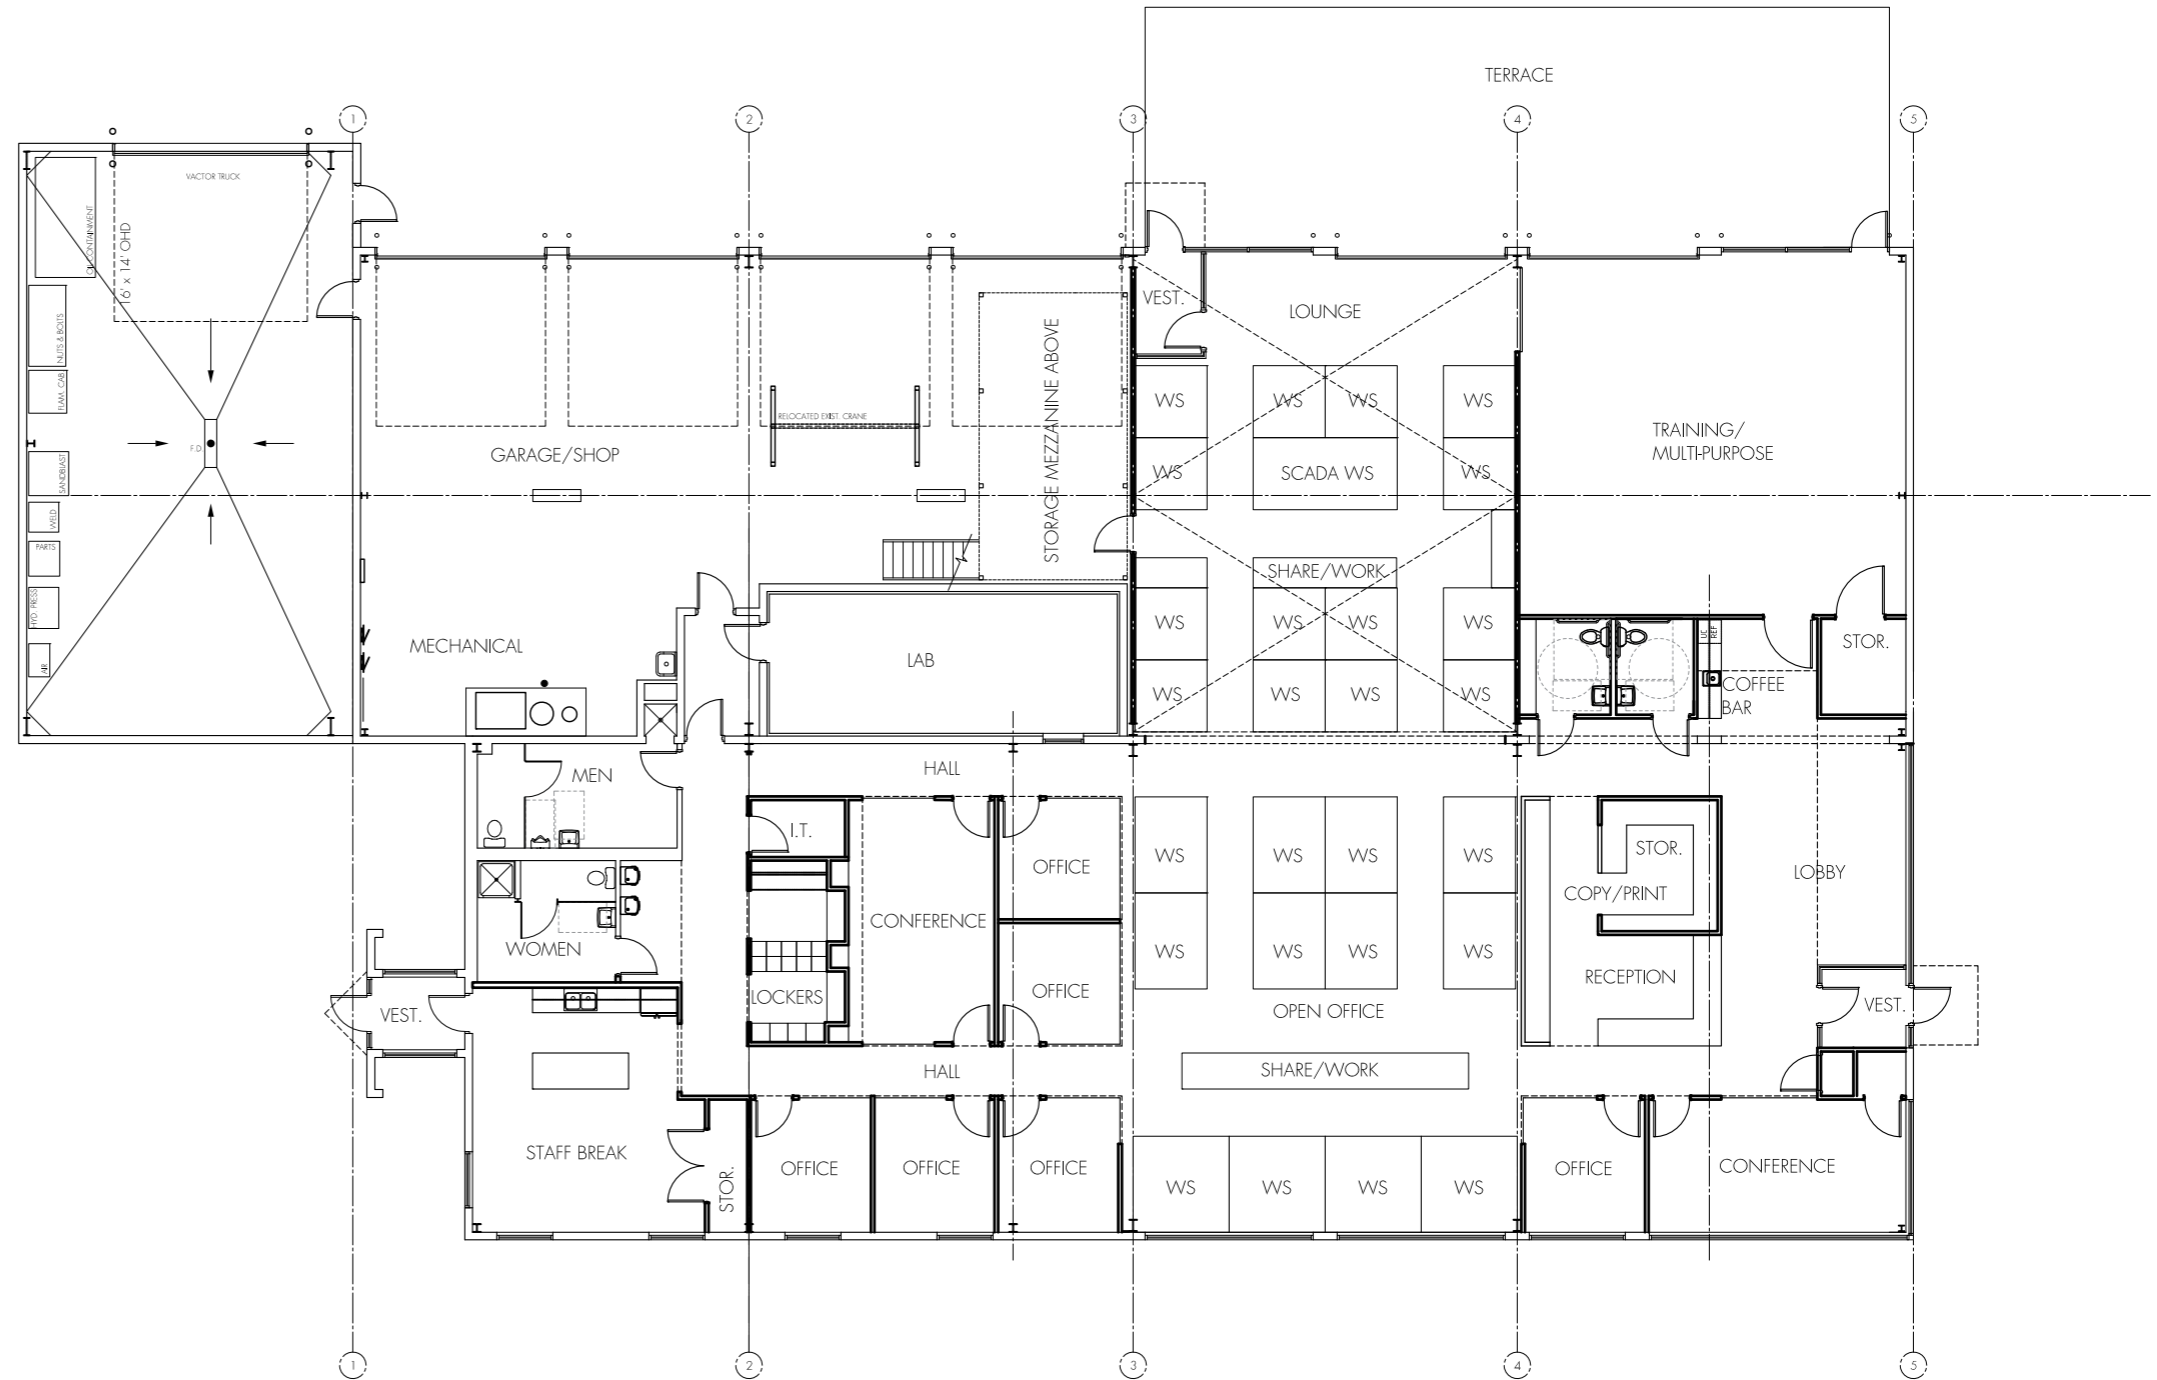 TERRACE
1
2
3
4
5
VACTOR TRUCK
OIL CONTAINMENT
16' x 14' OHD
NUTS & BOLTS
FLAM. CAB
SANDBLAST
WELD
PARTS
HYD. PRESS
AIR
F.D.
GARAGE/SHOP
RELOCATED EXIST. CRANE
STORAGE MEZZANINE ABOVE
MECHANICAL
LAB
VEST.
LOUNGE
WS
WS
WS
WS
WS
SCADA WS
WS
SHARE/WORK
WS
WS
WS
WS
WS
WS
WS
WS
TRAINING/
MULTI-PURPOSE
STOR.
UC
REF
COFFEE
BAR
MEN
HALL
I.T.
WOMEN
LOCKERS
CONFERENCE
OFFICE
OFFICE
VEST.
HALL
STAFF BREAK
STOR.
OFFICE
OFFICE
OFFICE
WS
WS
WS
WS
WS
WS
WS
WS
OPEN OFFICE
SHARE/WORK
WS
WS
WS
WS
STOR.
COPY/PRINT
LOBBY
RECEPTION
VEST.
OFFICE
CONFERENCE
1
2
3
4
5